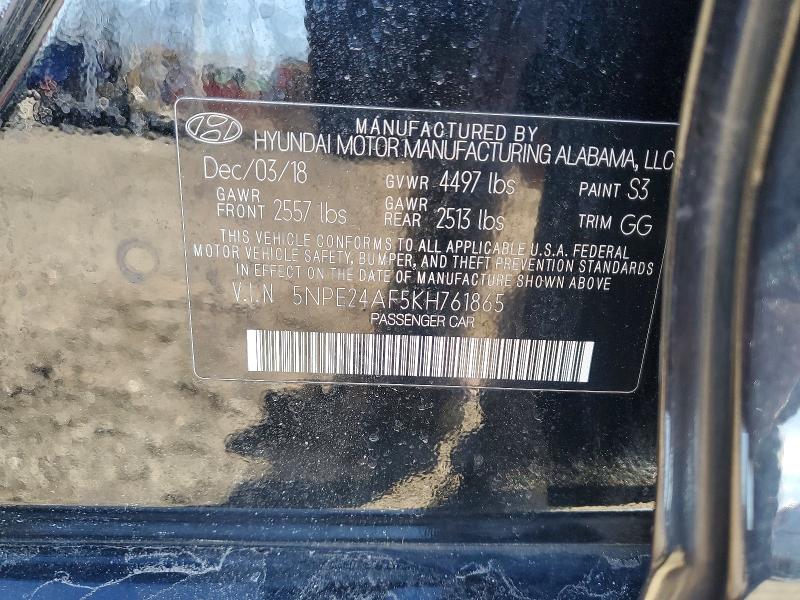 MANUFACTURED BY
HYUNDAI MOTOR MANUFACTURING ALABAMA, LLC
Dec/03/18 GVWR 4497 lbs PAINT S3
GAWR FRONT 2557 lbs GAWR REAR 2513 lbs TRIM GG
THIS VEHICLE CONFORMS TO ALL APPLICABLE U.S.A. FEDERAL
MOTOR VEHICLE SAFETY, BUMPER, AND THEFT PREVENTION STANDARDS
IN EFFECT ON THE DATE OF MANUFACTURE SHOWN ABOVE.
V.I.N 5NPE24AF5KH761865
PASSENGER CAR